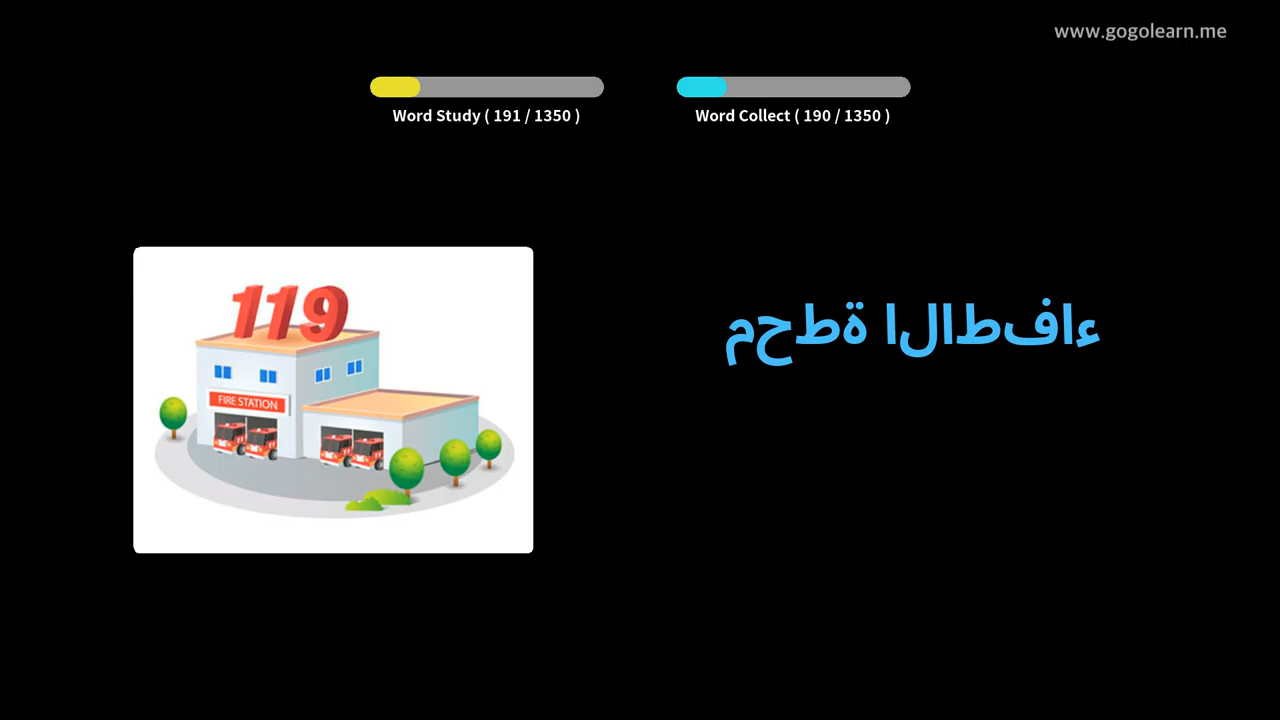 www.gogolearn.me
Word Study ( 191 / 1350 )
Word Collect ( 190 / 1350 )
119
FIRE STATION
محطة الاطفاء